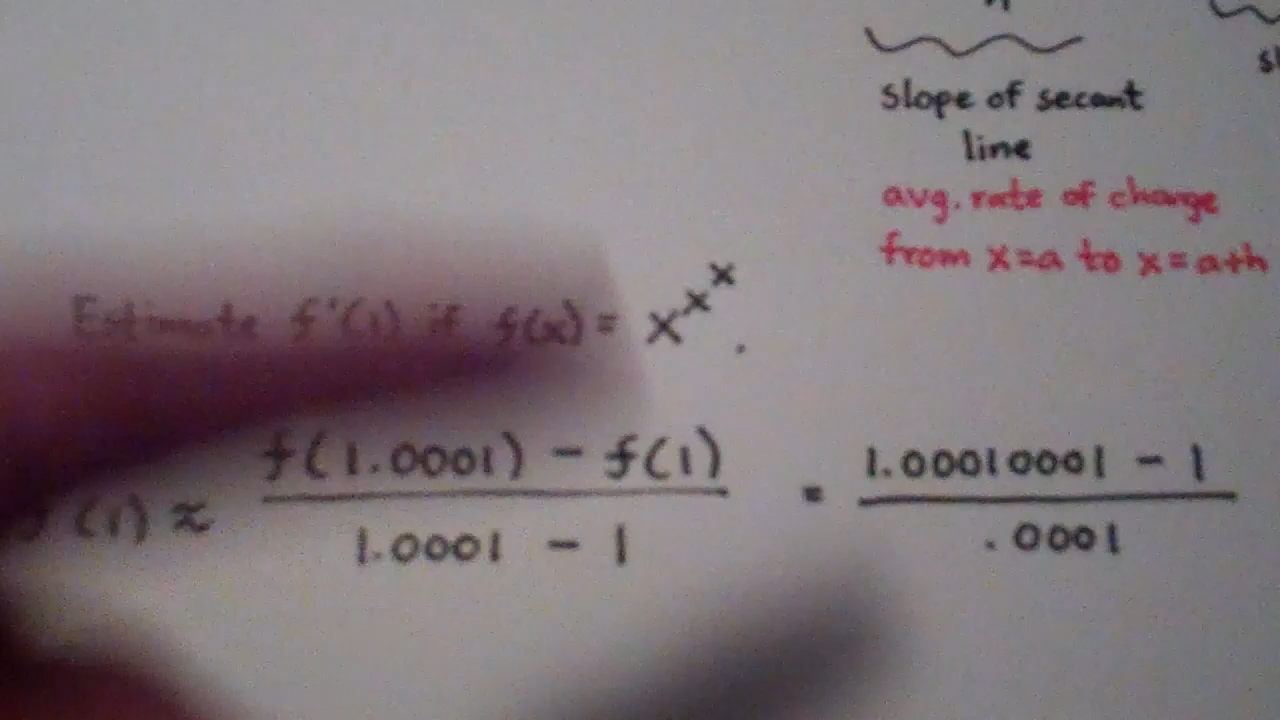 slope of secant
line
avg. rate of change
from x=a to x=a+h
Estimate f'(1) if f(x) = x^x^x.
(1) ≈ f(1.0001) - f(1) / 1.0001 - 1 = 1.00010001 - 1 / .0001